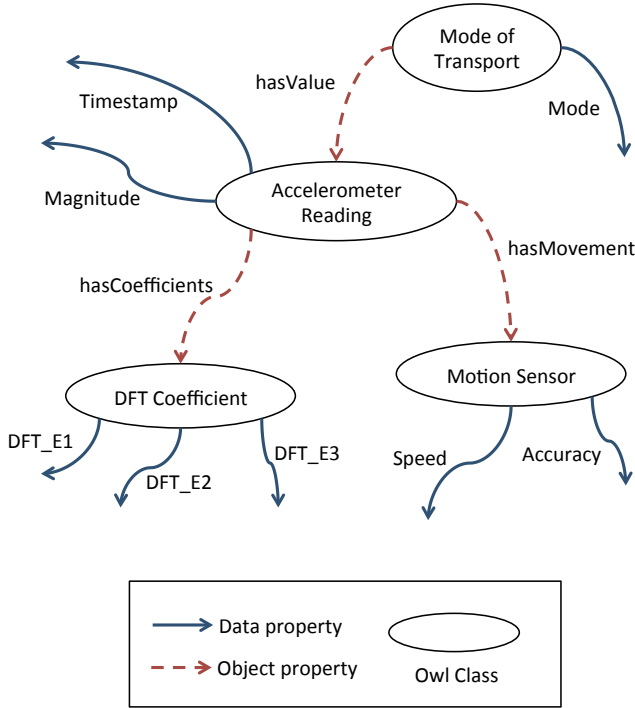 Mode of
Transport
hasValue
Timestamp
Mode
Magnitude
Accelerometer
Reading
hasMovement
hasCoefficients
DFT Coefficient
Motion Sensor
DFT_E1
DFT_E2
DFT_E3
Speed
Accuracy
Data property
Object property
Owl Class